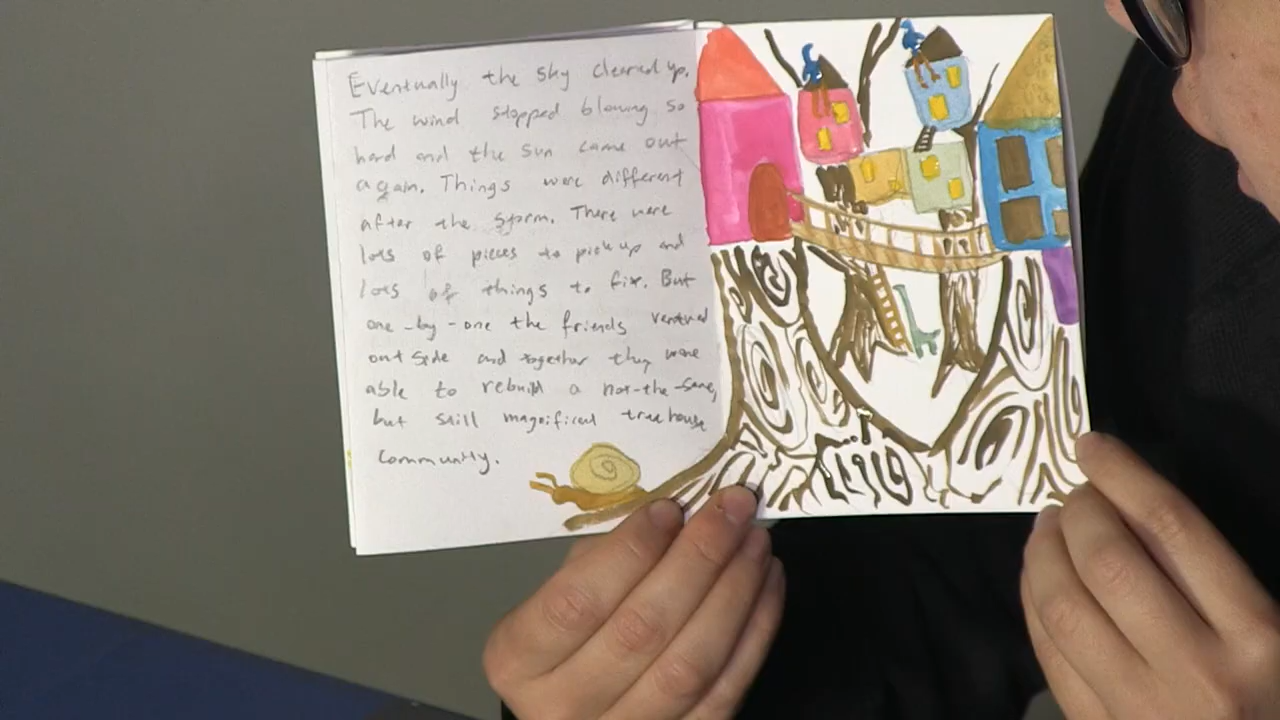 Eventually the sky cleared up.
The wind stopped blowing so
hard and the sun came out
again. Things were different
after the storm. There were
lots of pieces to pick up and
lots of things to fix. But
one-by-one the friends ventured
outside and together they were
able to rebuild a not-the-same,
but still magnificent treehouse
community.